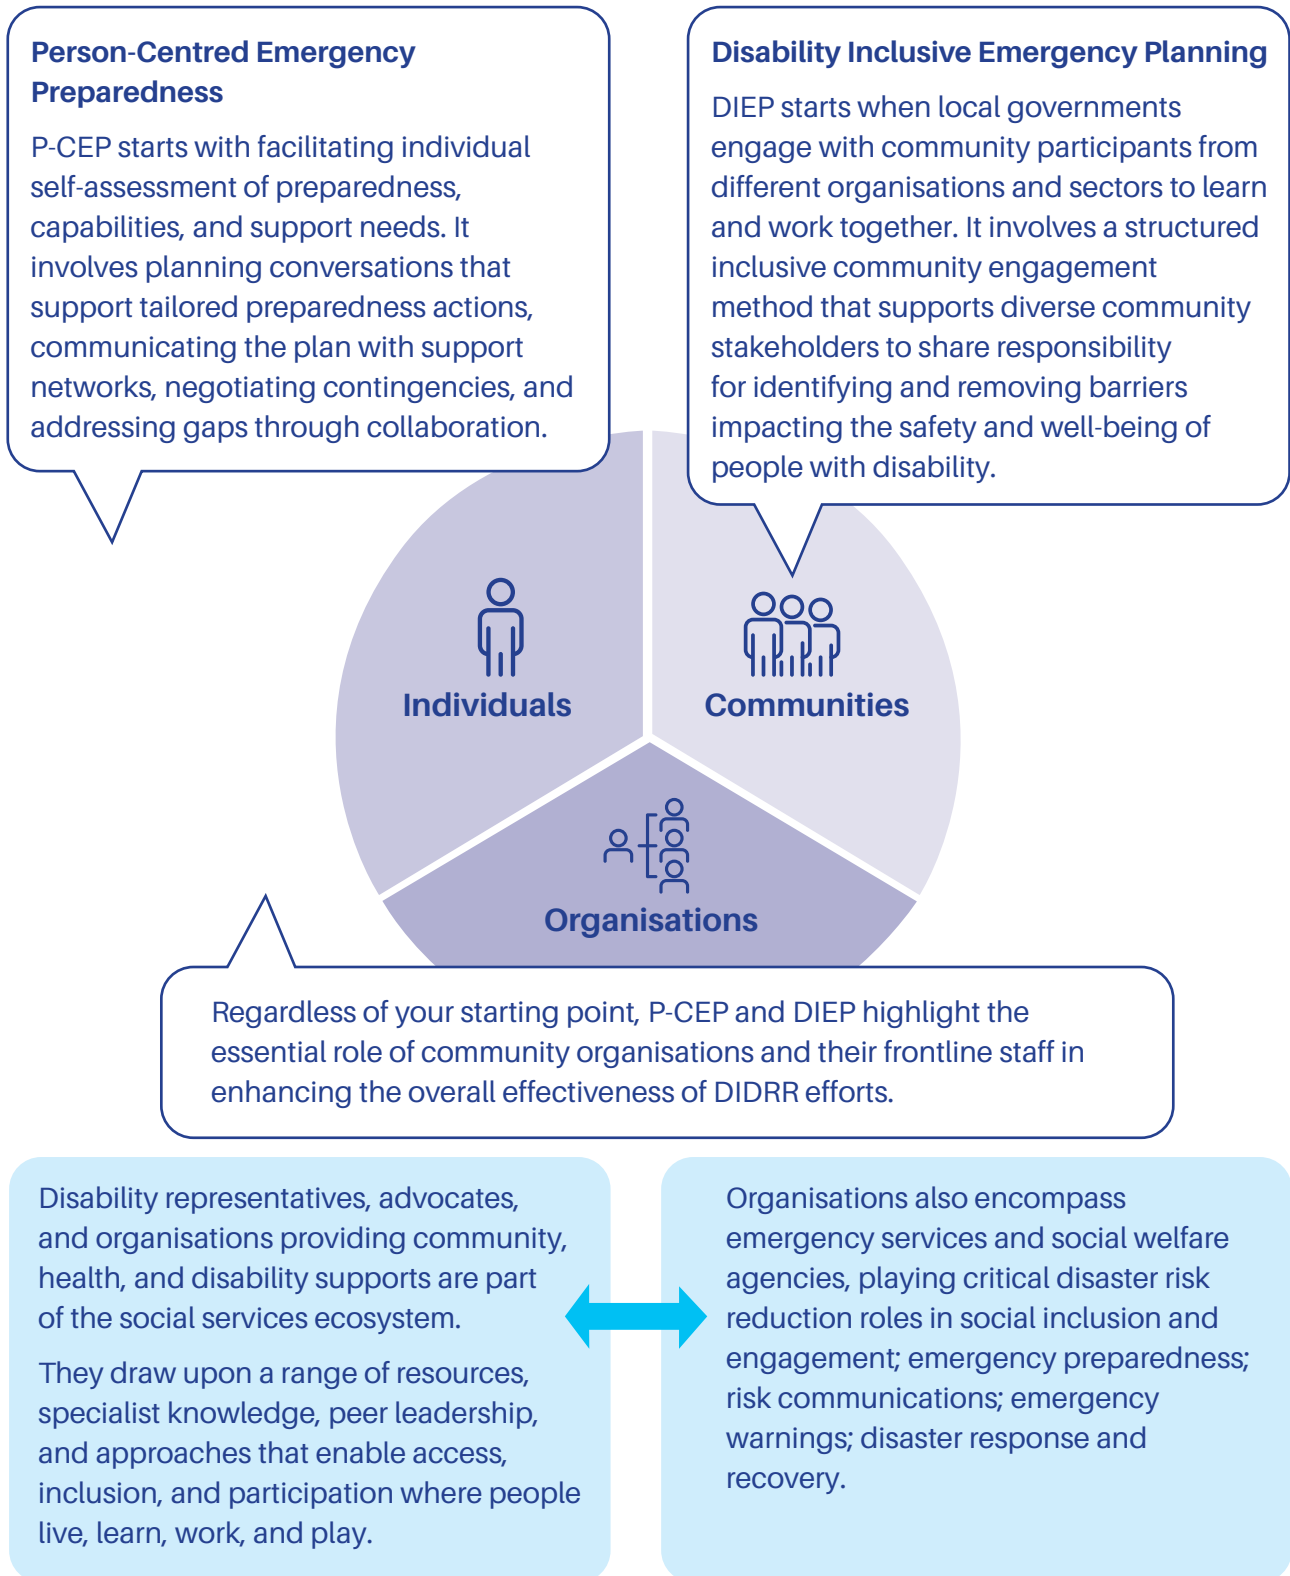 Person-Centred Emergency
Preparedness
P-CEP starts with facilitating individual
self-assessment of preparedness,
capabilities, and support needs. It
involves planning conversations that
support tailored preparedness actions,
communicating the plan with support
networks, negotiating contingencies, and
addressing gaps through collaboration.
Disability Inclusive Emergency Planning
DIEP starts when local governments
engage with community participants from
different organisations and sectors to learn
and work together. It involves a structured
inclusive community engagement
method that supports diverse community
stakeholders to share responsibility
for identifying and removing barriers
impacting the safety and well-being of
people with disability.
Individuals
Communities
Organisations
Regardless of your starting point, P-CEP and DIEP highlight the
essential role of community organisations and their frontline staff in
enhancing the overall effectiveness of DIDRR efforts.
Disability representatives, advocates,
and organisations providing community,
health, and disability supports are part
of the social services ecosystem.
They draw upon a range of resources,
specialist knowledge, peer leadership,
and approaches that enable access,
inclusion, and participation where people
live, learn, work, and play.
Organisations also encompass
emergency services and social welfare
agencies, playing critical disaster risk
reduction roles in social inclusion and
engagement; emergency preparedness;
risk communications; emergency
warnings; disaster response and
recovery.